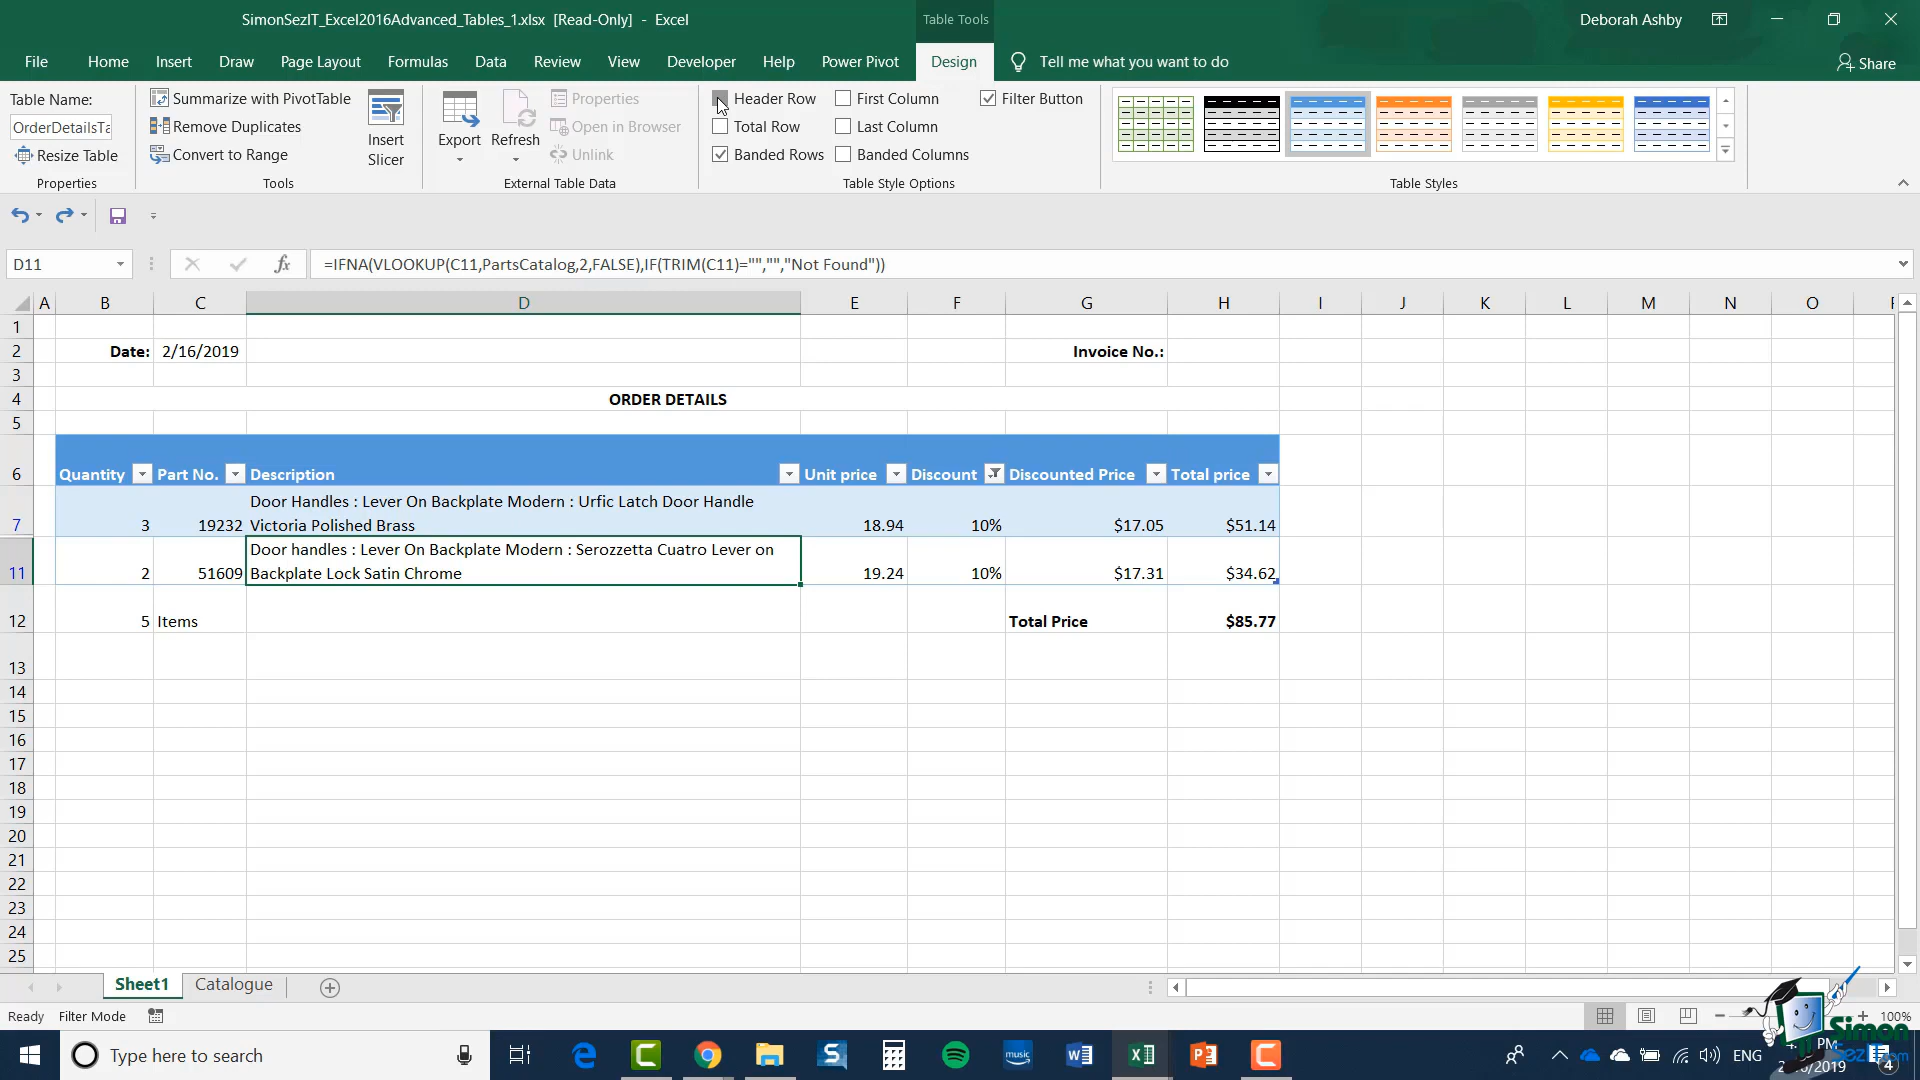 SimonSezIT_Excel2016Advanced_Tables_1.xlsx [Read-Only] - Excel
Table Tools
Deborah Ashby
File Home Insert Draw Page Layout Formulas Data Review View Developer Help Power Pivot Design Tell me what you want to do Share
Table Name:
OrderDetailsTa
Resize Table
Properties
Summarize with PivotTable
Remove Duplicates
Convert to Range
Tools
Insert
Slicer
Export
Refresh
Properties
Open in Browser
Unlink
External Table Data
Header Row First Column Filter Button
Total Row Last Column
Banded Rows Banded Columns
Table Style Options
Table Styles
D11
fx
=IFNA(VLOOKUP(C11,PartsCatalog,2,FALSE),IF(TRIM(C11)="","","Not Found"))
A B C D E F G H I J K L M N O
1
2 Date: 2/16/2019 Invoice No.:
3
4 ORDER DETAILS
5
6 Quantity Part No. Description Unit price Discount Discounted Price Total price
Door Handles : Lever On Backplate Modern : Urfic Latch Door Handle
7 3 19232 Victoria Polished Brass 18.94 10% $17.05 $51.14
Door handles : Lever On Backplate Modern : Serozzetta Cuatro Lever on
11 2 51609 Backplate Lock Satin Chrome 19.24 10% $17.31 $34.62
12 5 Items Total Price $85.77
13
14
15
16
17
18
19
20
21
22
23
24
25
Sheet1 Catalogue
Ready Filter Mode 100%
Type here to search
music
ENG
PM
Simon
SezIT
.com
4